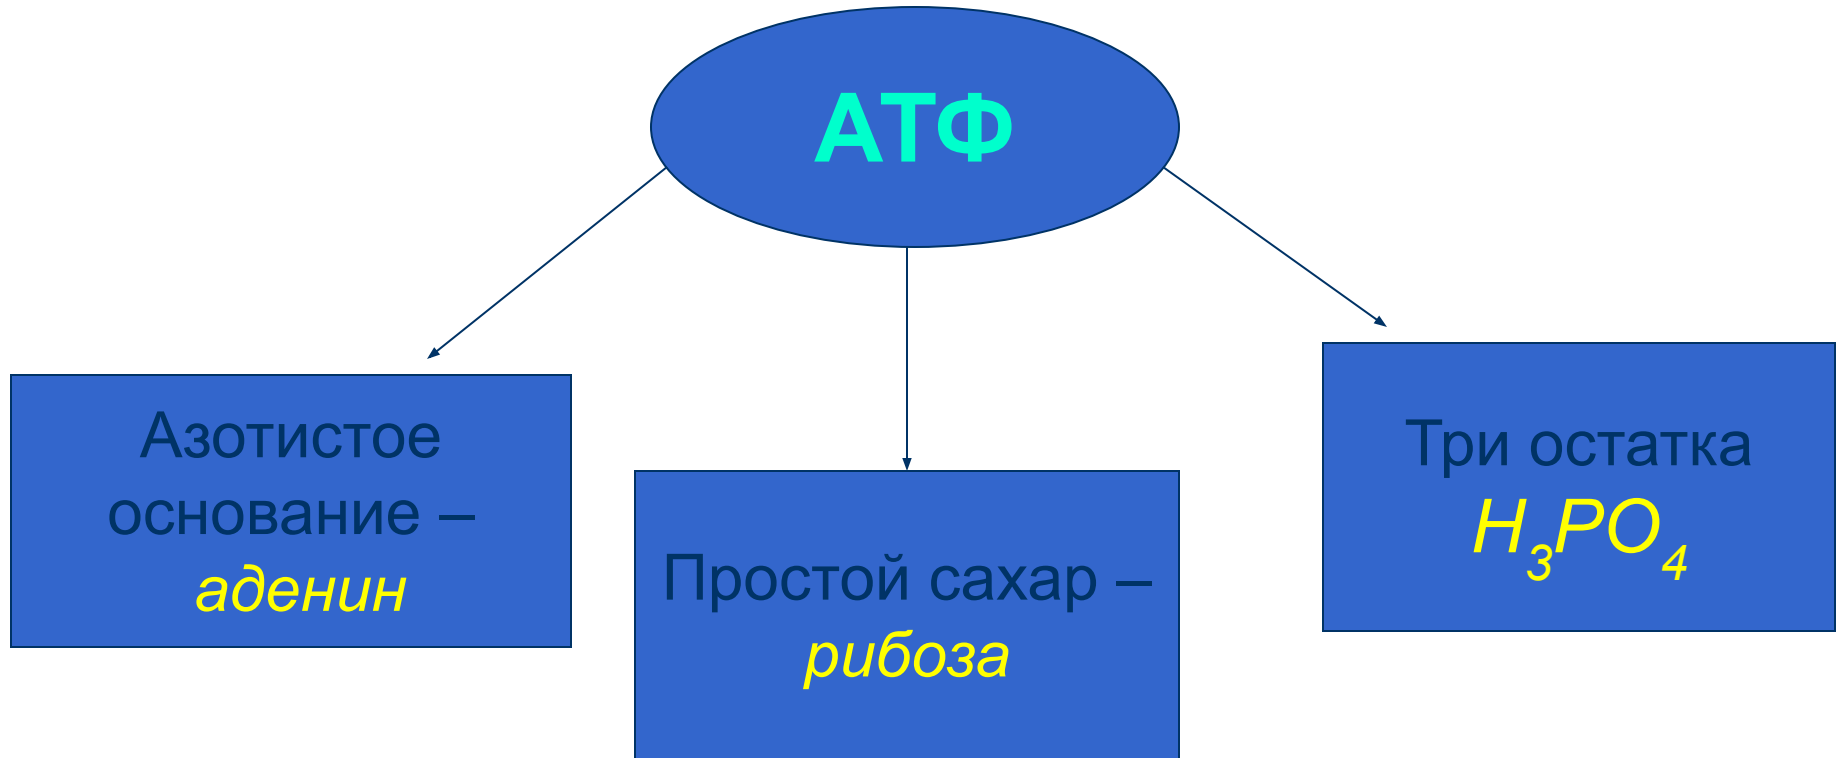 АТФ
Азотистое
основание –
аденин
Простой сахар –
рибоза
Три остатка
H₃PO₄